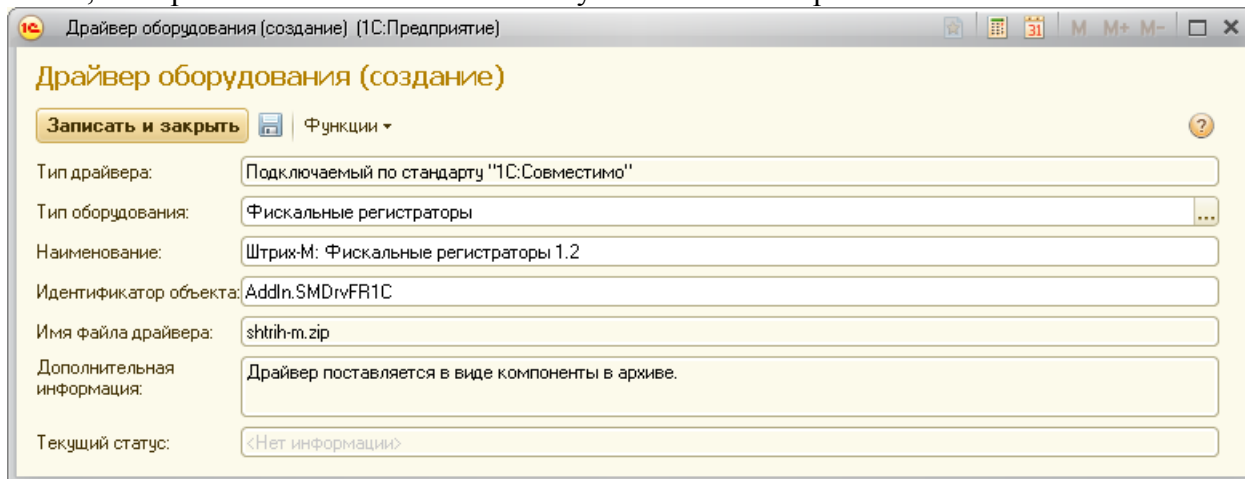 Драйвер оборудования (создание) (1С:Предприятие)
31 M M+ M-
Драйвер оборудования (создание)
Записать и закрыть Функции
Тип драйвера: Подключаемый по стандарту "1С:Совместимо"
Тип оборудования: Фискальные регистраторы ...
Наименование: Штрих-М: Фискальные регистраторы 1.2
Идентификатор объекта: AddIn.SMDrvFR1C
Имя файла драйвера: shtrih-m.zip
Дополнительная информация: Драйвер поставляется в виде компоненты в архиве.
Текущий статус: <Нет информации>